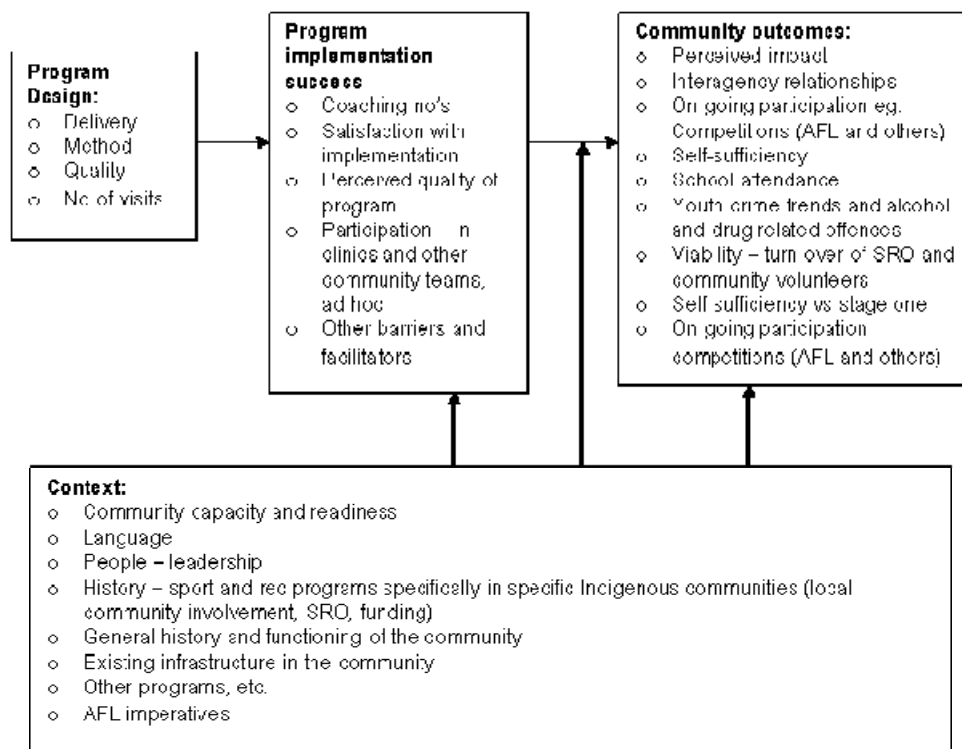 Program
Design:
o Delivery
o Method
o Quality
o No of visits
Program
implementation
success
o Coaching no's
o Satisfaction with
implementation
o Perceived quality of
program
o Participation in
clinics and other
community teams,
ad hoc
o Other barriers and
facilitators
Community outcomes:
o Perceived impact
o Interagency relationships
o On going participation eg.
Competitions (AFL and others)
o Self-sufficiency
o School attendance
o Youth crime trends and alcohol
and drug related offences
o Viability – turn over of SRO and
community volunteers
o Self sufficiency vs stage one
o On going participation
competitions (AFL and others)
Context:
o Community capacity and readiness
o Language
o People – leadership
o History – sport and rec programs specifically in specific Indigenous communities (local
community involvement, SRO, funding)
o General history and functioning of the community
o Existing infrastructure in the community
o Other programs, etc.
o AFL imperatives